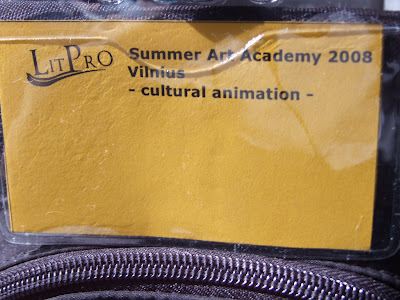 LITPRO
Summer Art Academy 2008
Vilnius
- cultural animation -